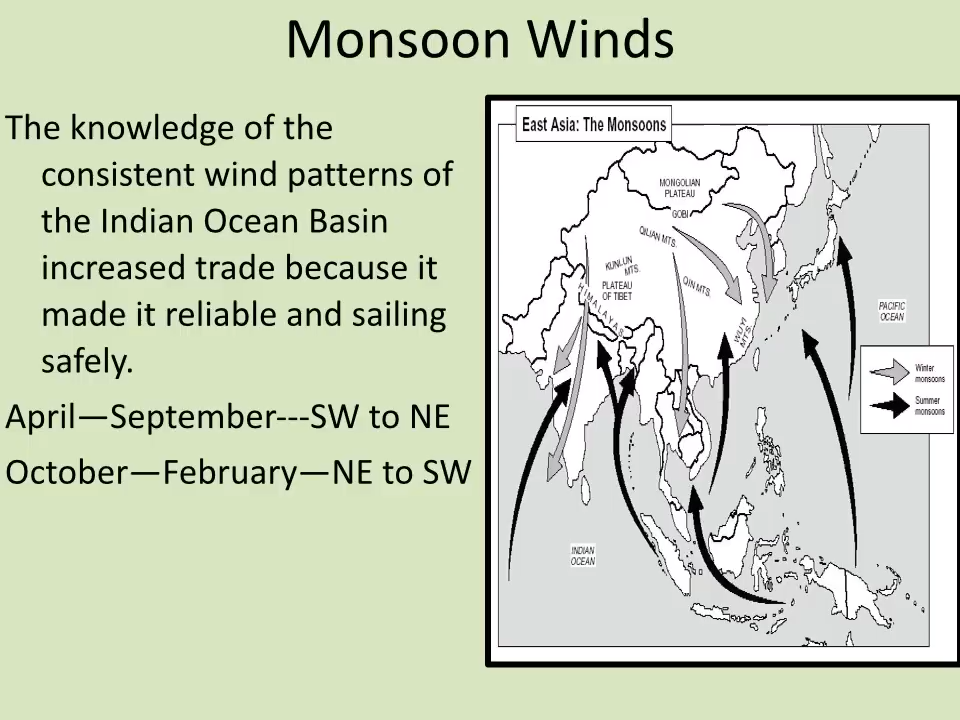 Monsoon Winds
The knowledge of the
consistent wind patterns of
the Indian Ocean Basin
increased trade because it
made it reliable and sailing
safely.
April—September---SW to NE
October—February—NE to SW
East Asia: The Monsoons
MONGOLIAN
PLATEAU
GOBI
QILIAN MTS.
KUNLUN
MTS.
PLATEAU
OF TIBET
QIN MTS.
HIMALAYAS
WUYI
MTS.
PACIFIC
OCEAN
Winter
monsoons
Summer
monsoons
INDIAN
OCEAN